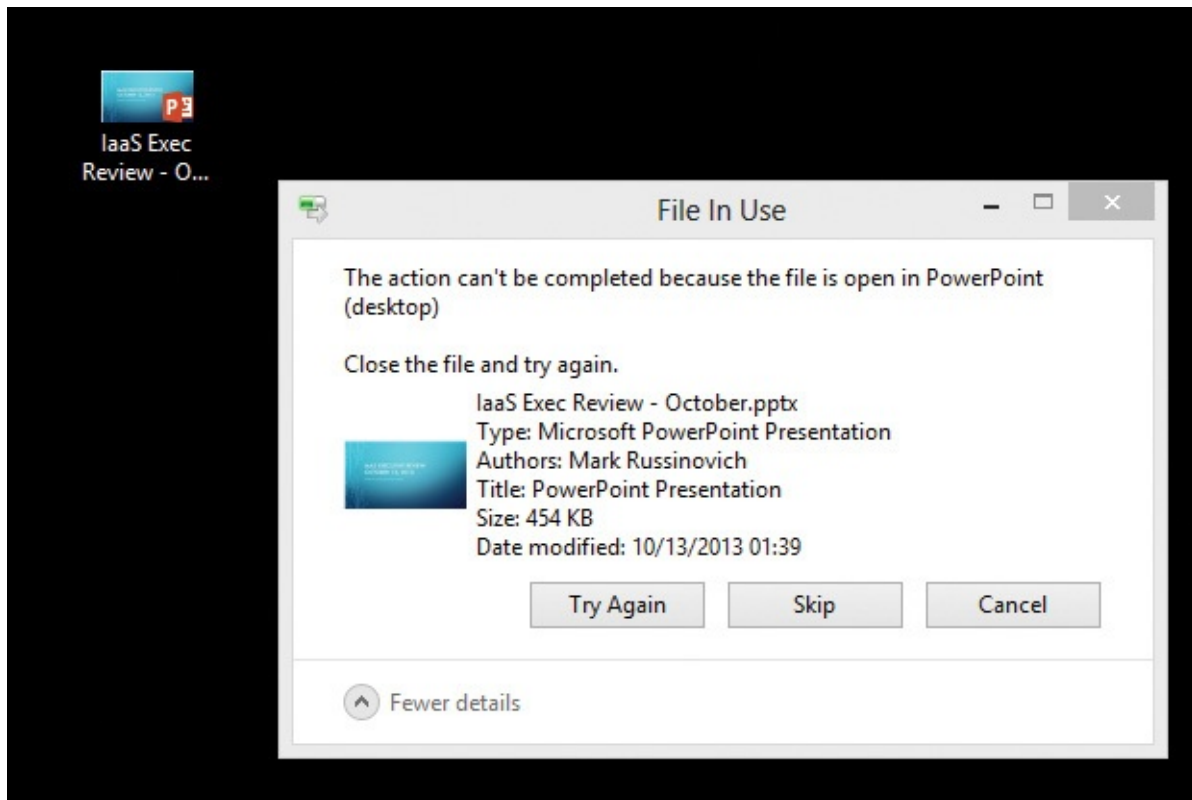 P
IaaS Exec
Review - O...
File In Use
The action can't be completed because the file is open in PowerPoint
(desktop)
Close the file and try again.
IaaS Exec Review - October.pptx
Type: Microsoft PowerPoint Presentation
Authors: Mark Russinovich
Title: PowerPoint Presentation
Size: 454 KB
Date modified: 10/13/2013 01:39
Try Again
Skip
Cancel
Fewer details